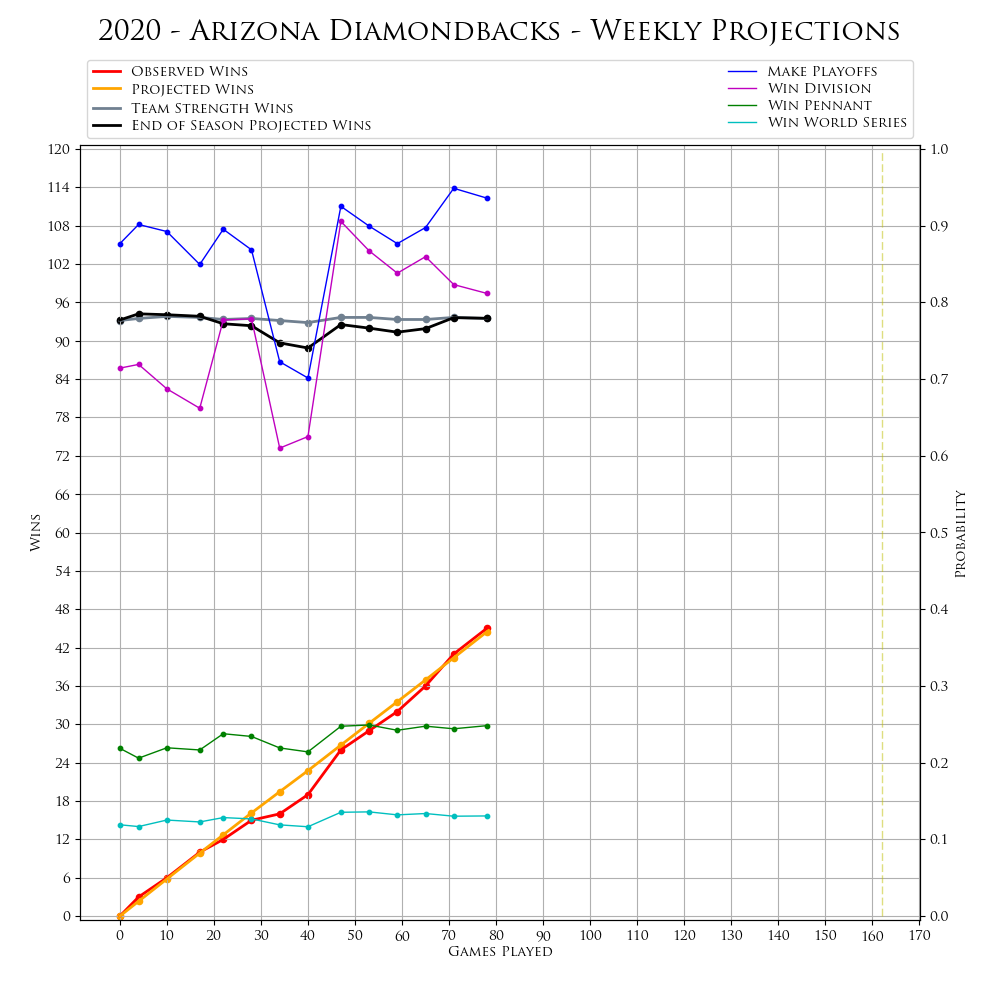 2020 - Arizona Diamondbacks - Weekly Projections
Observed Wins
Projected Wins
Team Strength Wins
End of Season Projected Wins
Make Playoffs
Win Division
Win Pennant
Win World Series
120
114
108
102
96
90
84
78
72
66
60
54
48
42
36
30
24
18
12
6
0
Wins
1.0
0.9
0.8
0.7
0.6
0.5
0.4
0.3
0.2
0.1
0.0
Probability
0 10 20 30 40 50 60 70 80 90 100 110 120 130 140 150 160 170
Games Played